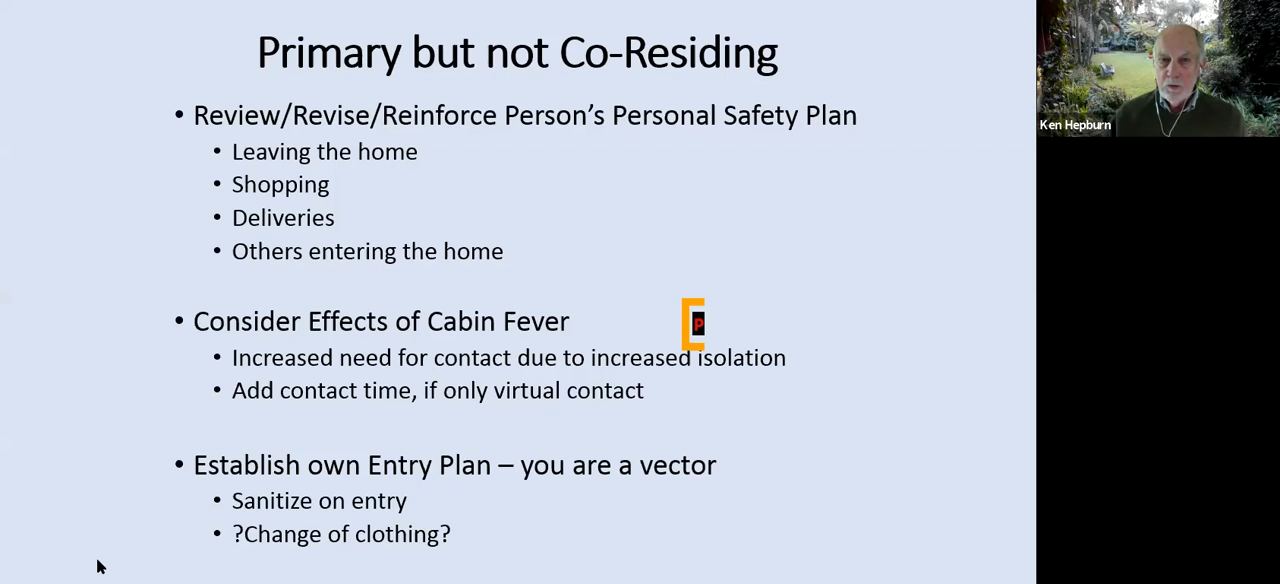 Primary but not Co-Residing
• Review/Revise/Reinforce Person’s Personal Safety Plan
• Leaving the home
• Shopping
• Deliveries
• Others entering the home
• Consider Effects of Cabin Fever
p
• Increased need for contact due to increased isolation
• Add contact time, if only virtual contact
• Establish own Entry Plan – you are a vector
• Sanitize on entry
• ?Change of clothing?
Ken Hepburn